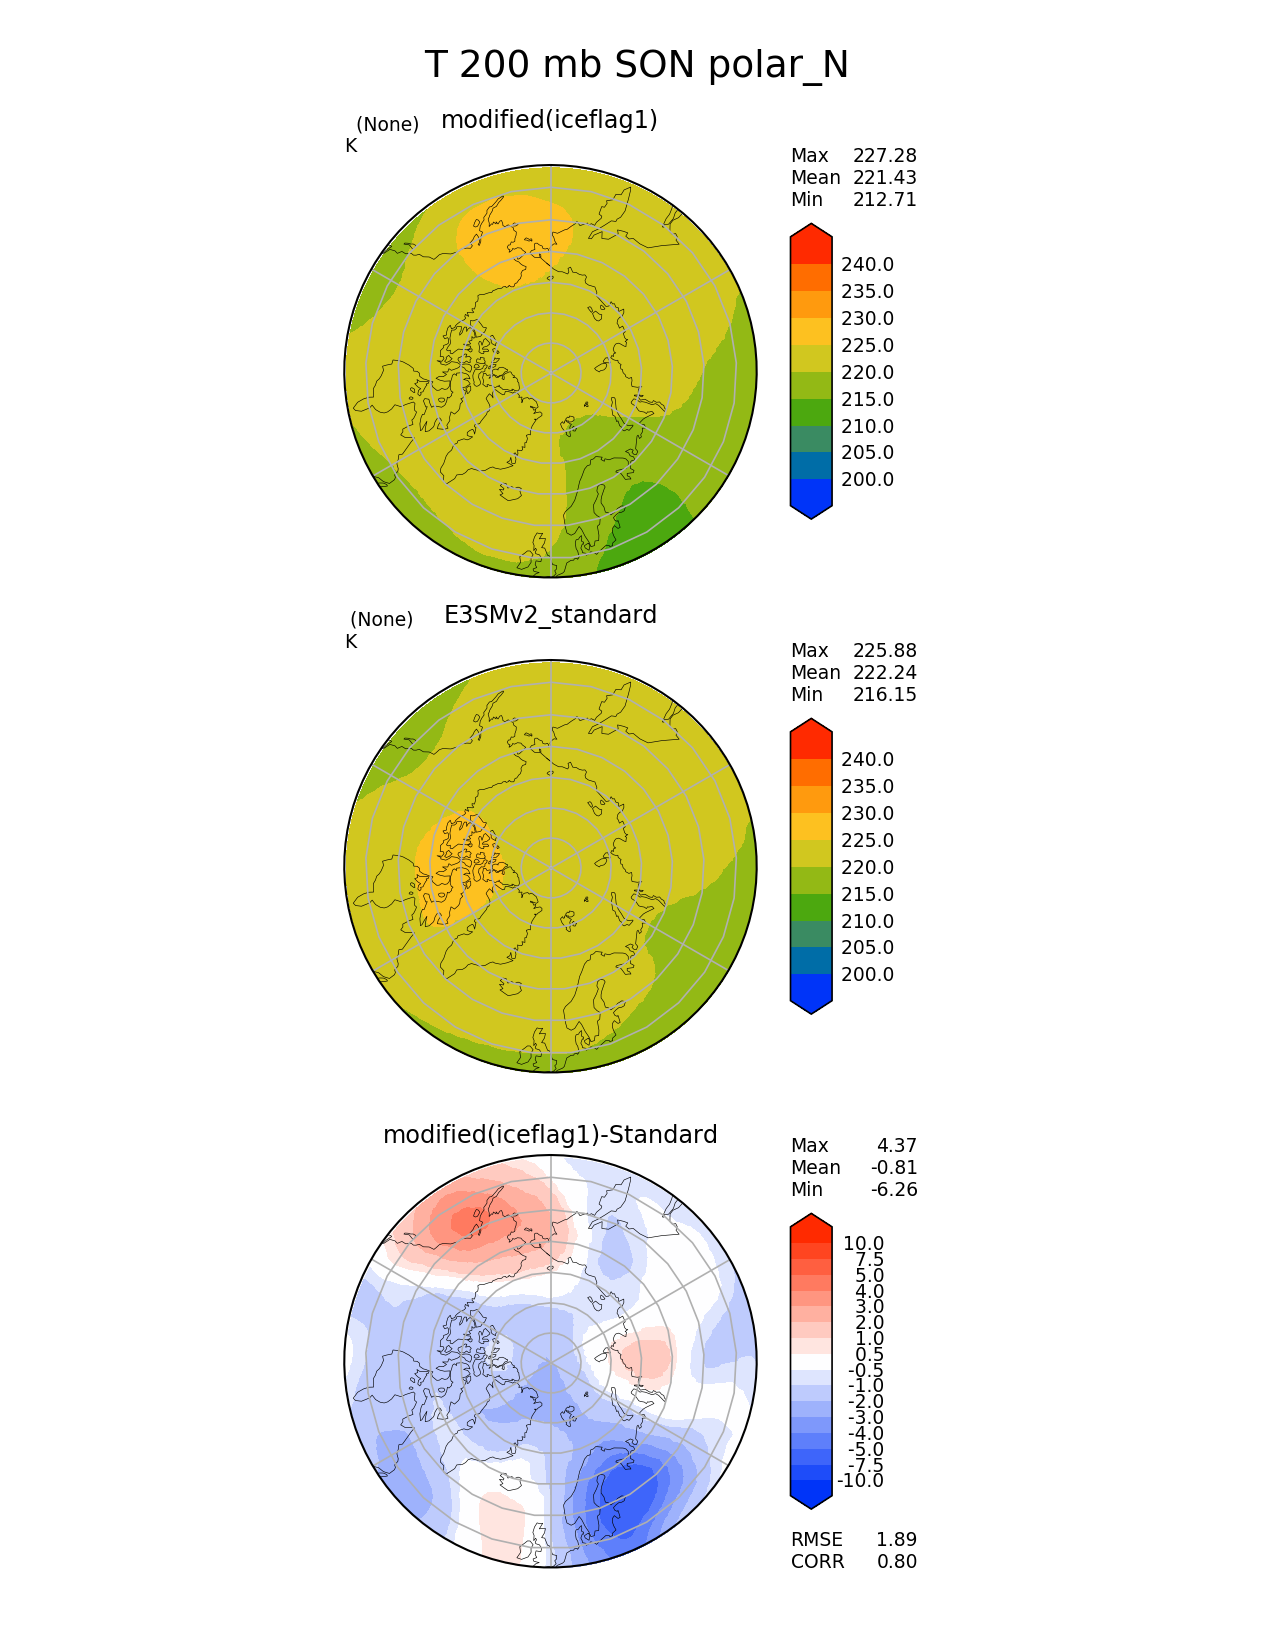 T 200 mb SON polar_N
(None) modified(iceflag1)
K
Max 227.28
Mean 221.43
Min 212.71
240.0
235.0
230.0
225.0
220.0
215.0
210.0
205.0
200.0
(None) E3SMv2_standard
K
Max 225.88
Mean 222.24
Min 216.15
240.0
235.0
230.0
225.0
220.0
215.0
210.0
205.0
200.0
modified(iceflag1)-Standard
Max 4.37
Mean -0.81
Min -6.26
10.0
7.5
5.0
4.0
3.0
2.0
1.0
0.5
-0.5
-1.0
-2.0
-3.0
-4.0
-5.0
-7.5
-10.0
RMSE 1.89
CORR 0.80